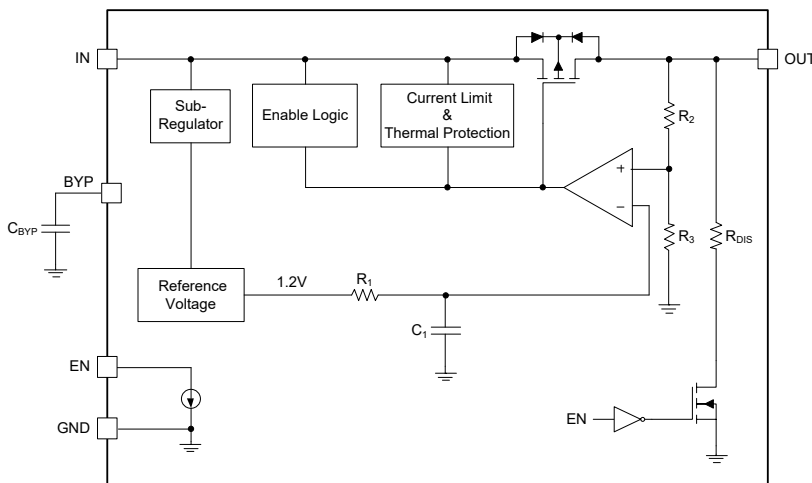 IN
OUT
Sub-
Regulator
Enable Logic
Current Limit
&
Thermal Protection
R2
+
−
BYP
CBYP
R3
RDIS
Reference
Voltage
1.2V
R1
C1
EN
GND
EN